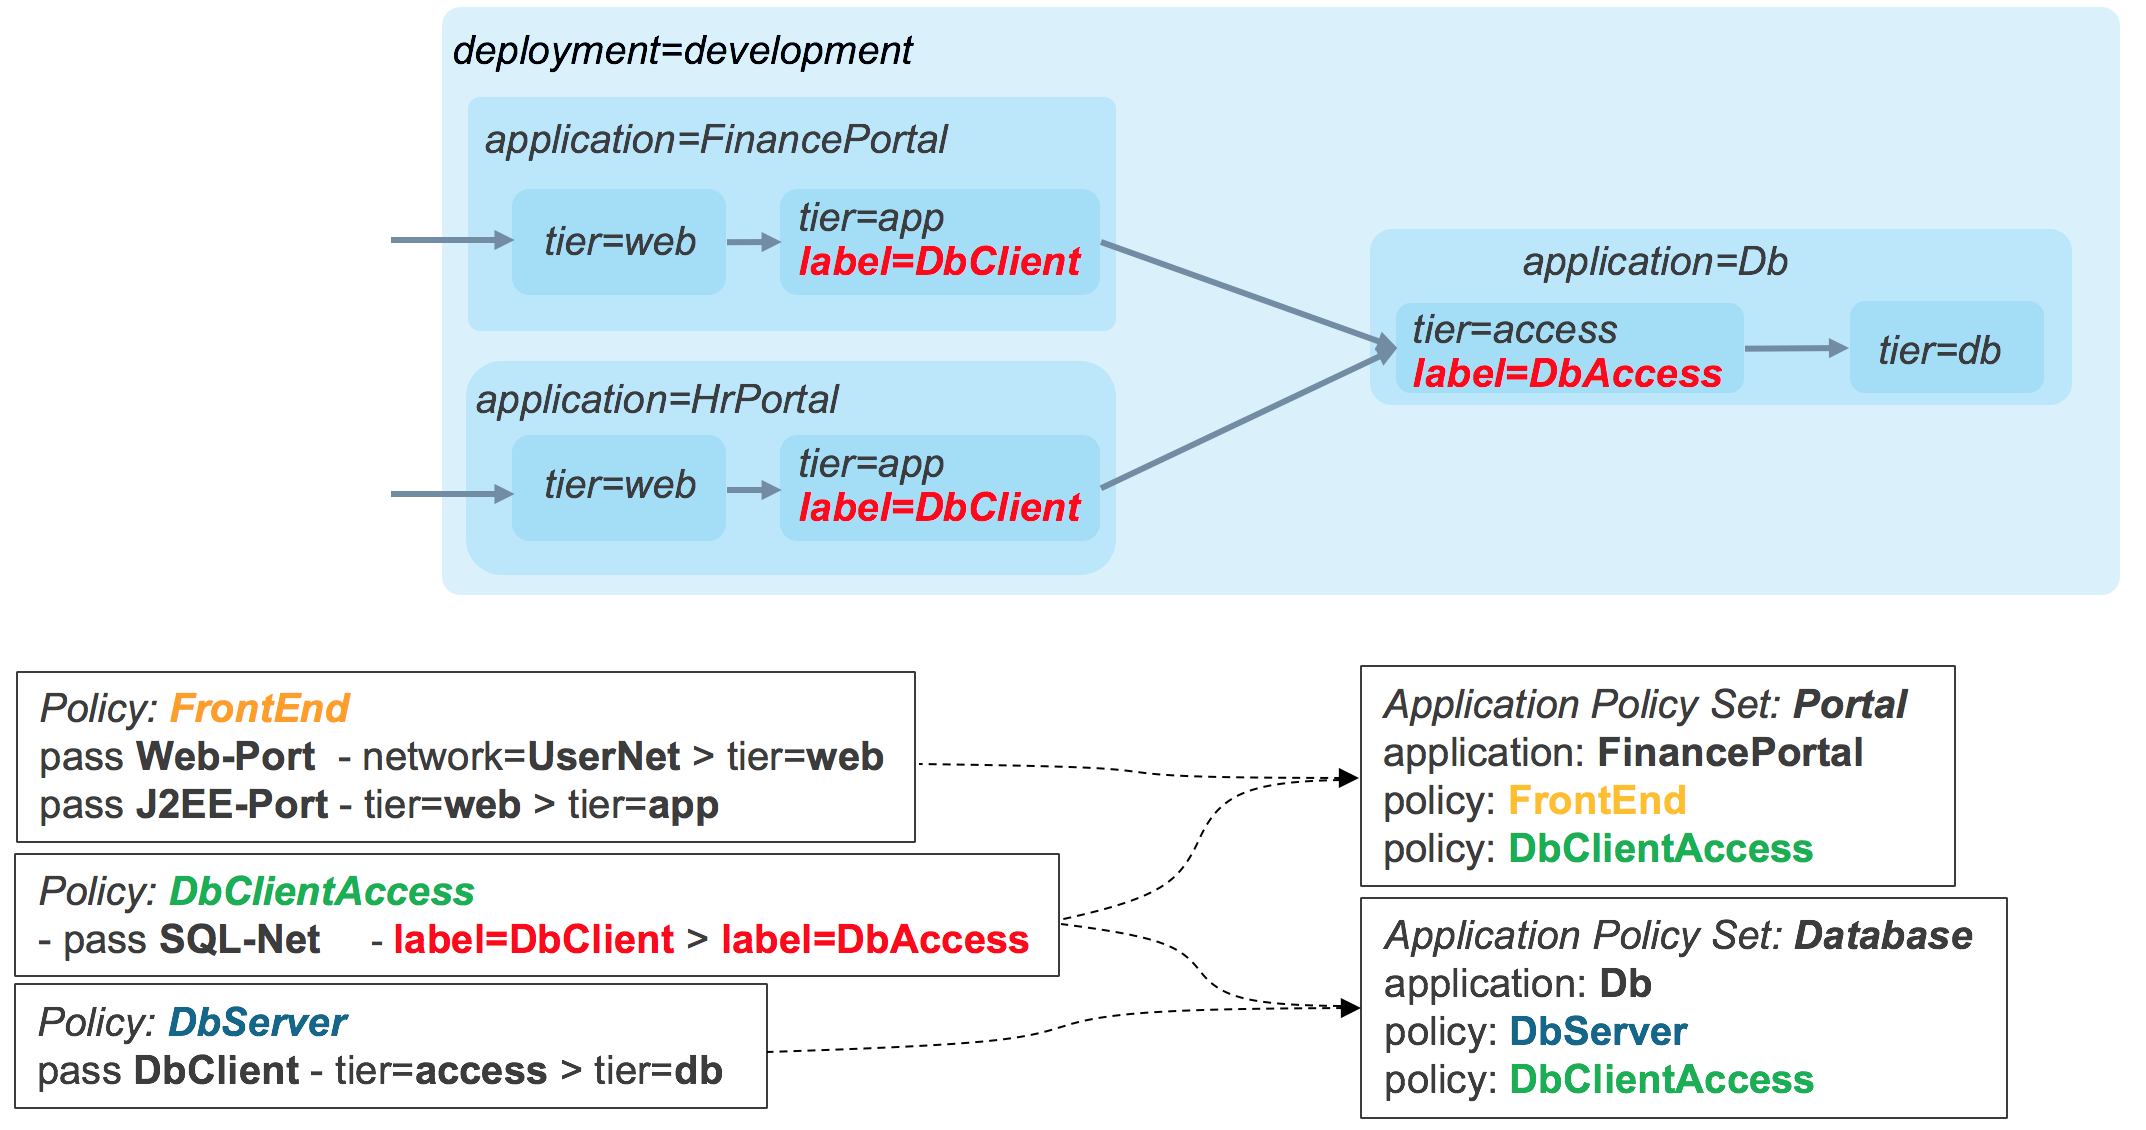 deployment=development
application=FinancePortal
tier=web
tier=app
label=DbClient
application=HrPortal
tier=web
tier=app
label=DbClient
application=Db
tier=access
label=DbAccess
tier=db
Policy: FrontEnd
pass Web-Port - network=UserNet > tier=web
pass J2EE-Port - tier=web > tier=app
Policy: DbClientAccess
- pass SQL-Net - label=DbClient > label=DbAccess
Policy: DbServer
pass DbClient - tier=access > tier=db
Application Policy Set: Portal
application: FinancePortal
policy: FrontEnd
policy: DbClientAccess
Application Policy Set: Database
application: Db
policy: DbServer
policy: DbClientAccess